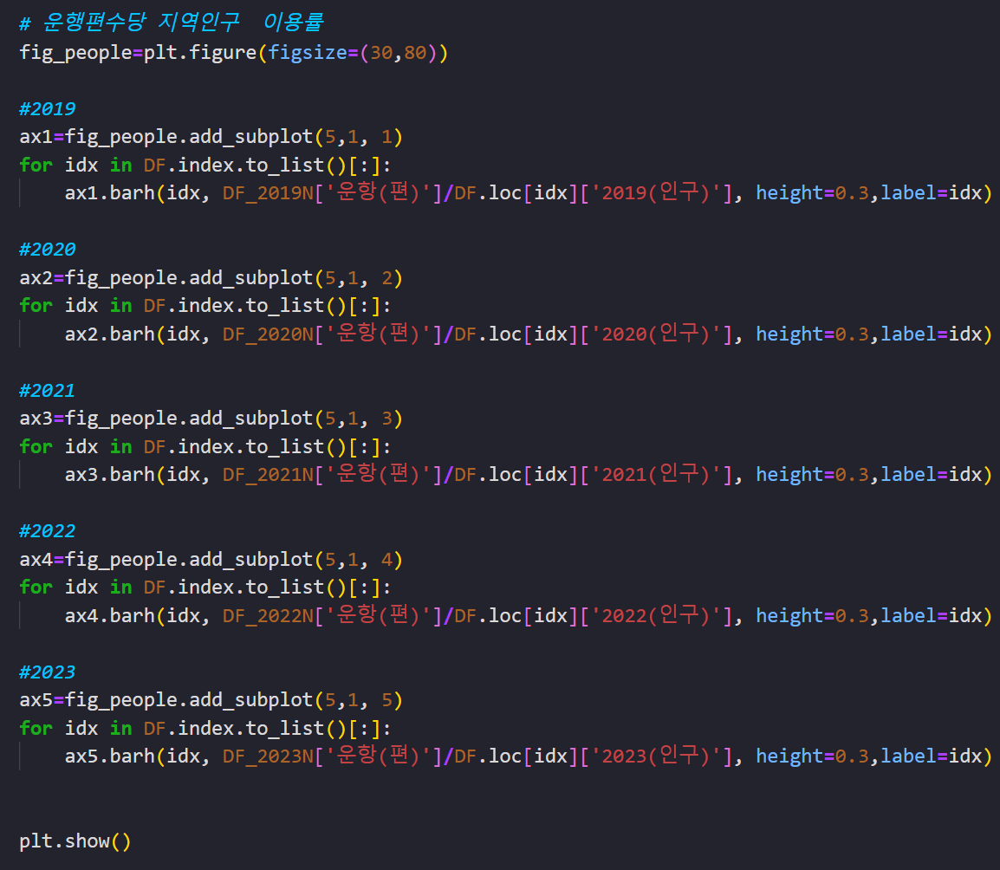 # 운행편수당 지역인구  이용률
fig_people=plt.figure(figsize=(30,80))
#2019
ax1=fig_people.add_subplot(5,1, 1)
for idx in DF.index.to_list()[:]:
    ax1.barh(idx, DF_2019N['운항(편)']/DF.loc[idx]['2019(인구)'], height=0.3,label=idx)
#2020
ax2=fig_people.add_subplot(5,1, 2)
for idx in DF.index.to_list()[:]:
    ax2.barh(idx, DF_2020N['운항(편)']/DF.loc[idx]['2020(인구)'], height=0.3,label=idx)
#2021
ax3=fig_people.add_subplot(5,1, 3)
for idx in DF.index.to_list()[:]:
    ax3.barh(idx, DF_2021N['운항(편)']/DF.loc[idx]['2021(인구)'], height=0.3,label=idx)
#2022
ax4=fig_people.add_subplot(5,1, 4)
for idx in DF.index.to_list()[:]:
    ax4.barh(idx, DF_2022N['운항(편)']/DF.loc[idx]['2022(인구)'], height=0.3,label=idx)
#2023
ax5=fig_people.add_subplot(5,1, 5)
for idx in DF.index.to_list()[:]:
    ax5.barh(idx, DF_2023N['운항(편)']/DF.loc[idx]['2023(인구)'], height=0.3,label=idx)
plt.show()